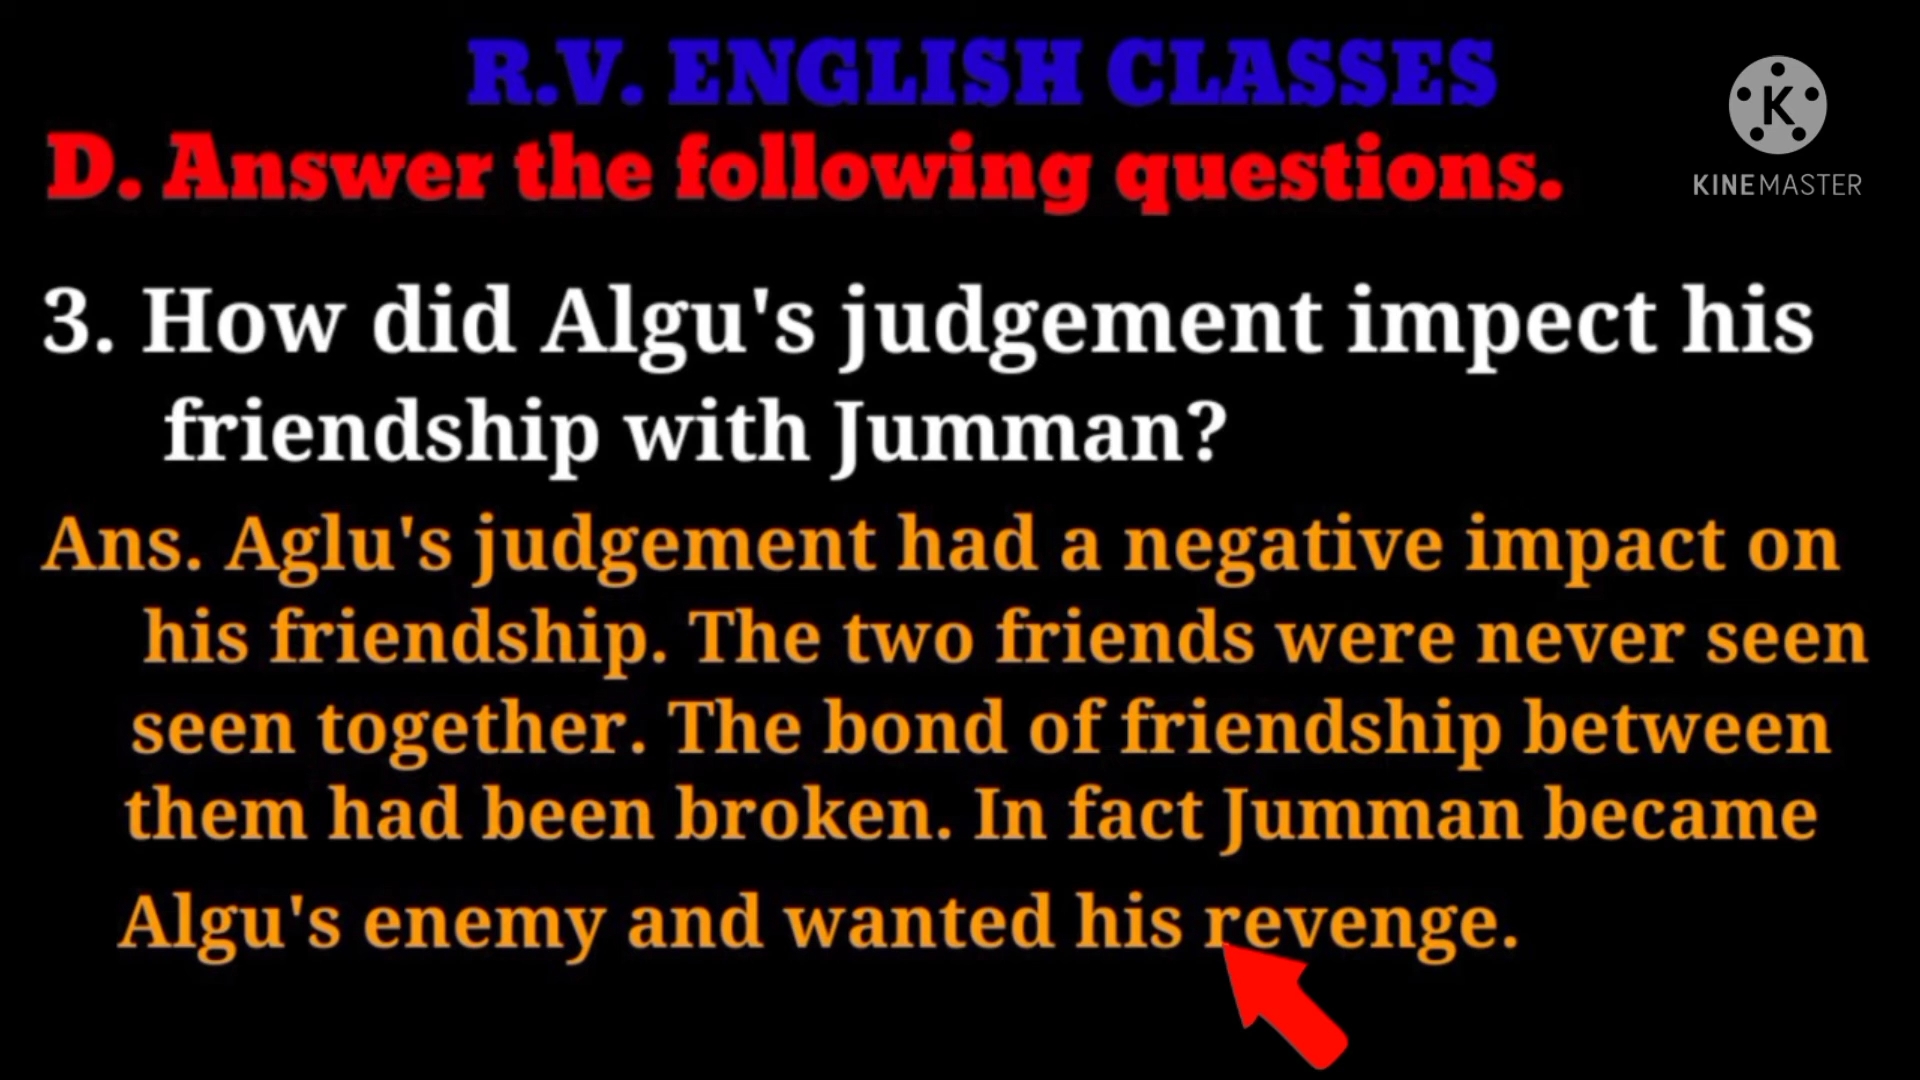 R.V. ENGLISH CLASSES
K
KINEMASTER
D. Answer the following questions.
3. How did Algu's judgement impect his
friendship with Jumman?
Ans. Aglu's judgement had a negative impact on
his friendship. The two friends were never seen
seen together. The bond of friendship between
them had been broken. In fact Jumman became
Algu's enemy and wanted his revenge.